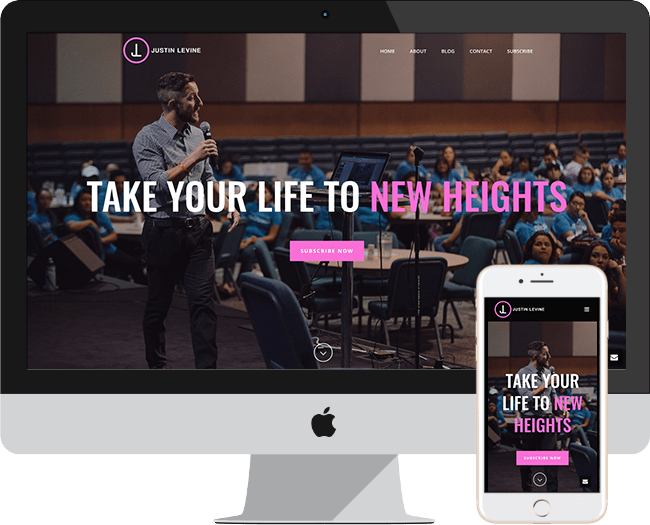 JL JUSTIN LEVINE
HOME ABOUT BLOG CONTACT SUBSCRIBE
TAKE YOUR LIFE TO NEW HEIGHTS
SUBSCRIBE NOW
JL JUSTIN LEVINE
TAKE YOUR
LIFE TO NEW
HEIGHTS
SUBSCRIBE NOW